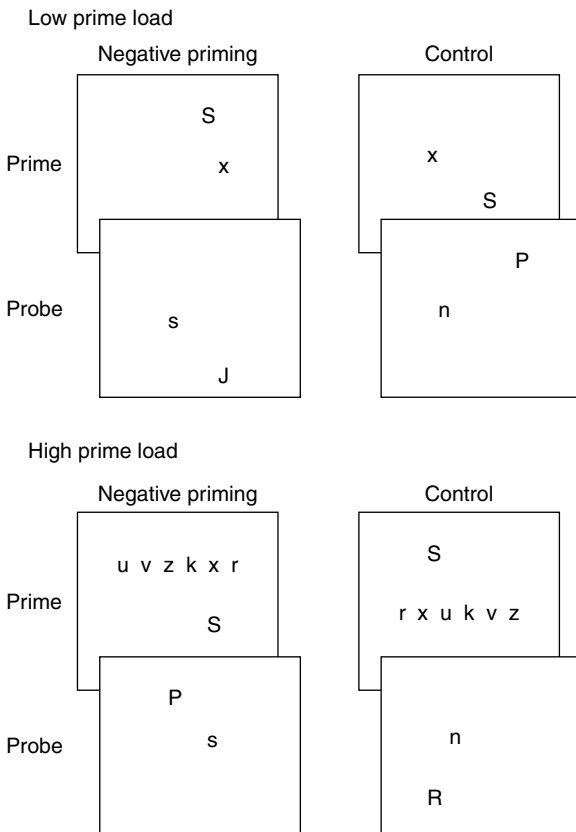 Low prime load
Negative priming Control
S
Prime
x
x
S
P
Probe
s
n
J
High prime load
Negative priming Control
S
u v z k x r
Prime
r x u k v z
S
P
Probe
s
n
R